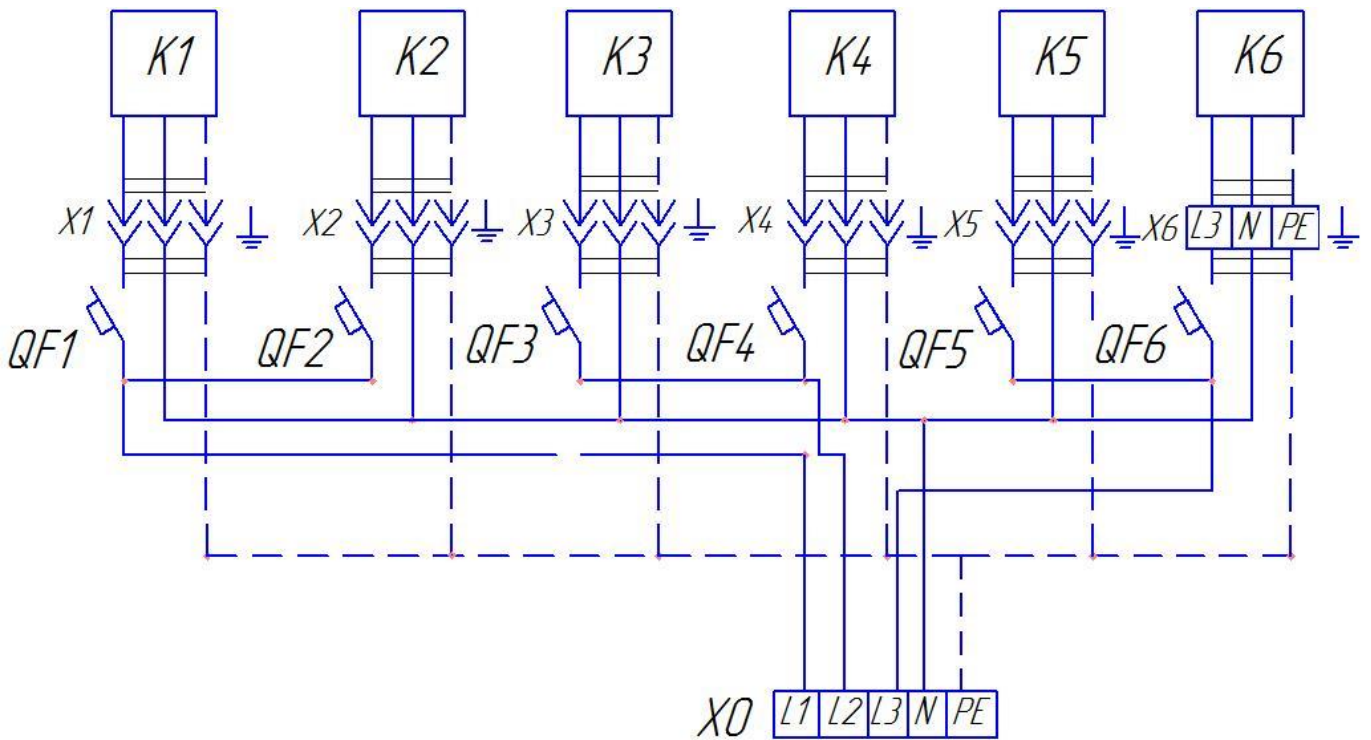 K1 K2 K3 K4 K5 K6
X1 X2 X3 X4 X5 X6 L3 N PE
QF1 QF2 QF3 QF4 QF5 QF6
X0 L1 L2 L3 N PE